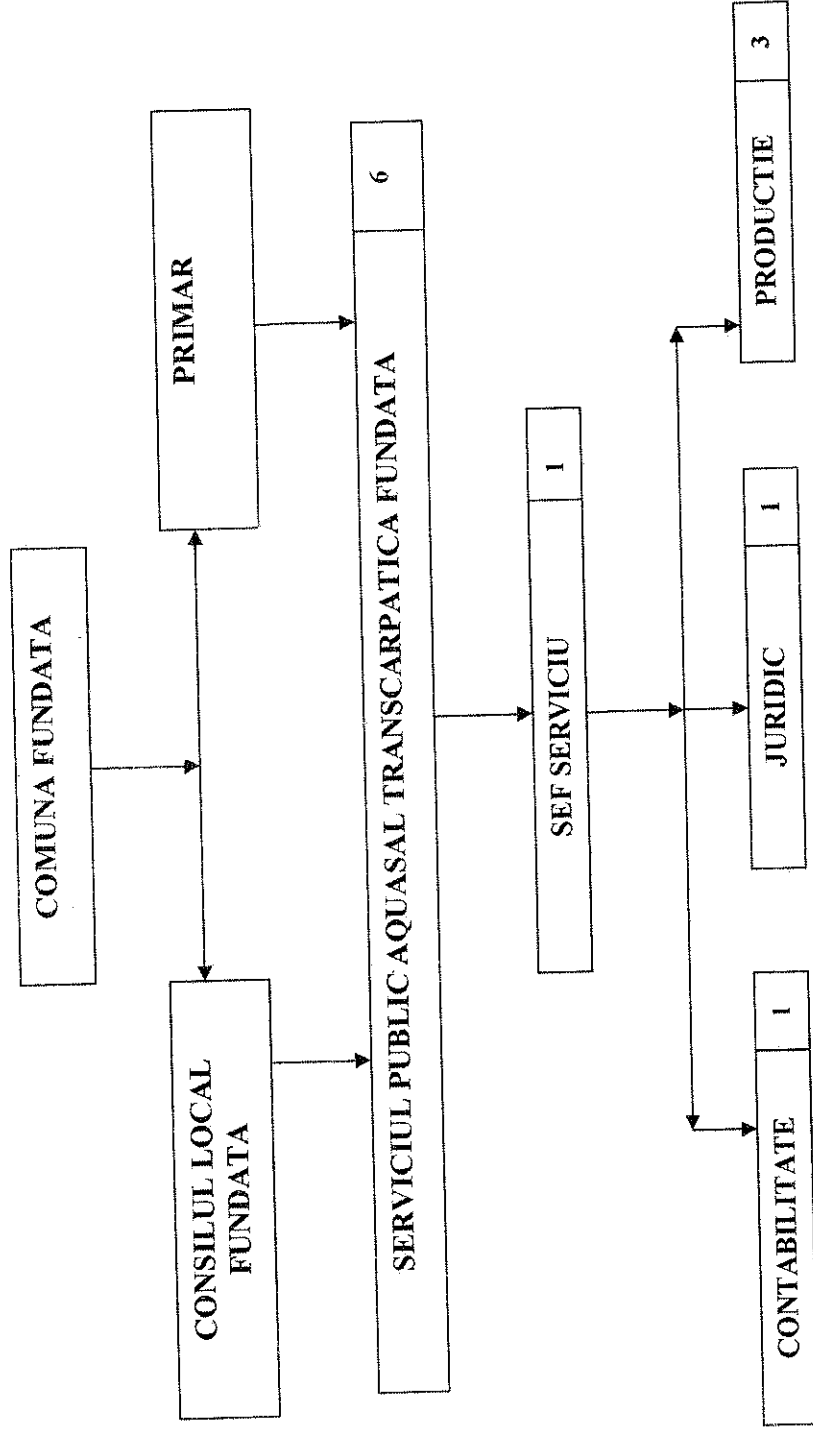 COMUNA FUNDATA
CONSILUL LOCAL
FUNDATA
PRIMAR
SERVICIUL PUBLIC AQUASAL TRANSCARPATICA FUNDATA 6
SEF SERVICIU 1
CONTABILITATE 1
JURIDIC 1
PRODUCTIE 3